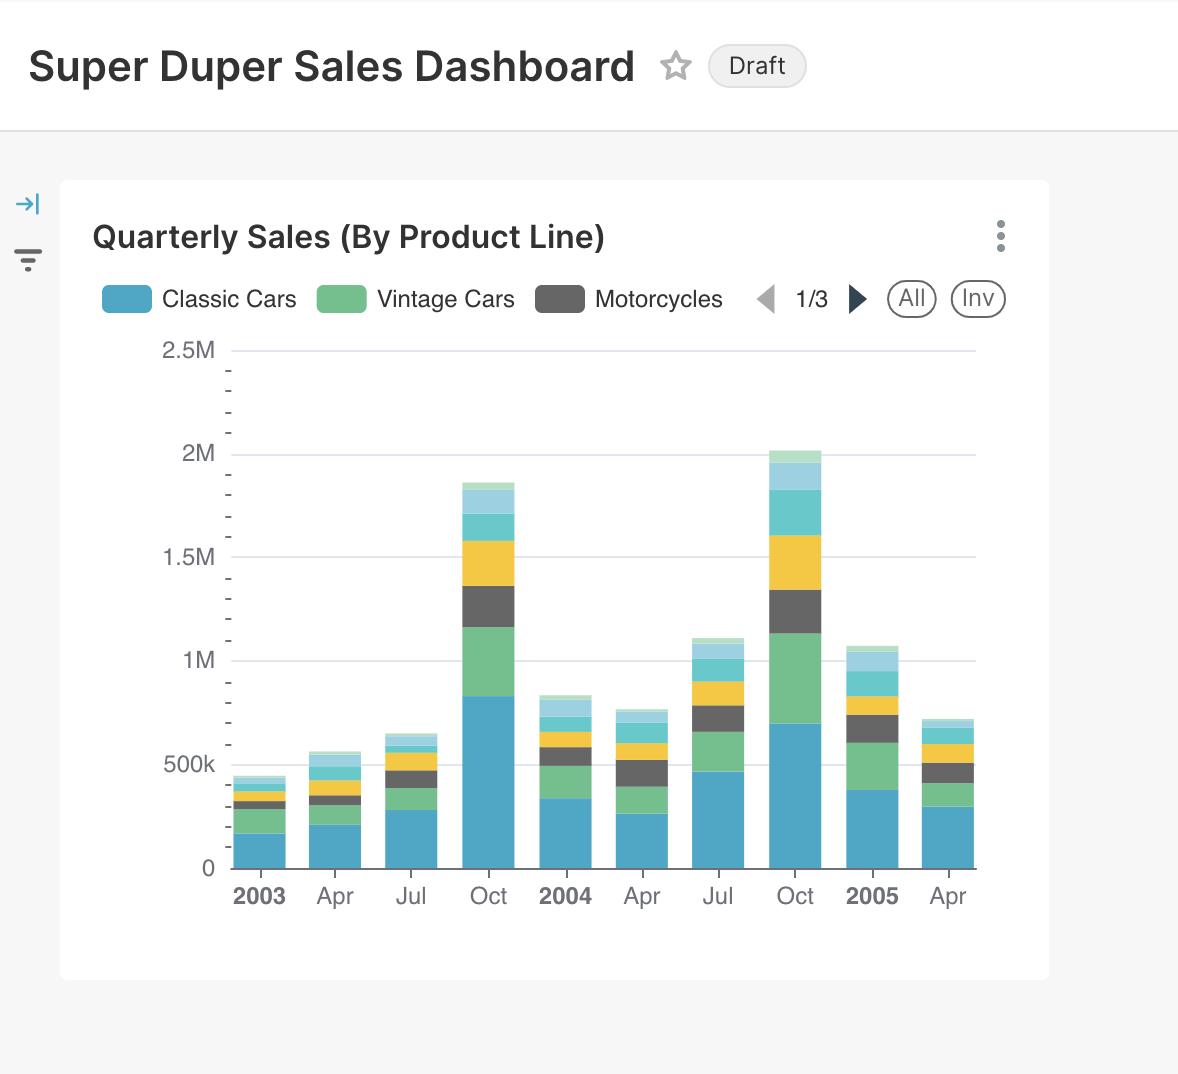 Super Duper Sales Dashboard Draft
Quarterly Sales (By Product Line)
Classic Cars Vintage Cars Motorcycles 1/3 All Inv
2.5M
2M
1.5M
1M
500k
0
2003 Apr Jul Oct 2004 Apr Jul Oct 2005 Apr